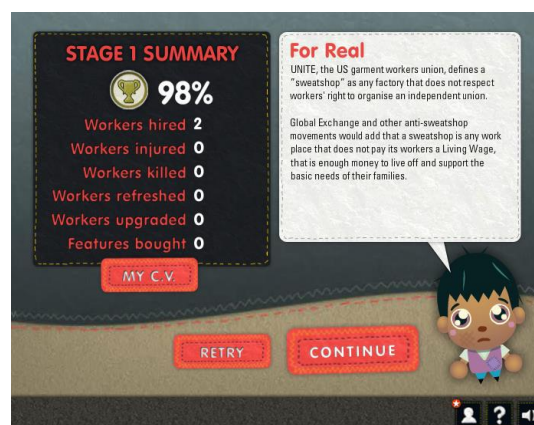 STAGE 1 SUMMARY
98%
Workers hired 2
Workers injured 0
Workers killed 0
Workers refreshed 0
Workers upgraded 0
Features bought 0
MY C.V.
For Real
UNITE, the US garment workers union, defines a
"sweatshop" as any factory that does not respect
workers' right to organise an independent union.
Global Exchange and other anti-sweatshop
movements would add that a sweatshop is any work
place that does not pay its workers a Living Wage,
that is enough money to live off and support the
basic needs of their families.
RETRY
CONTINUE
?